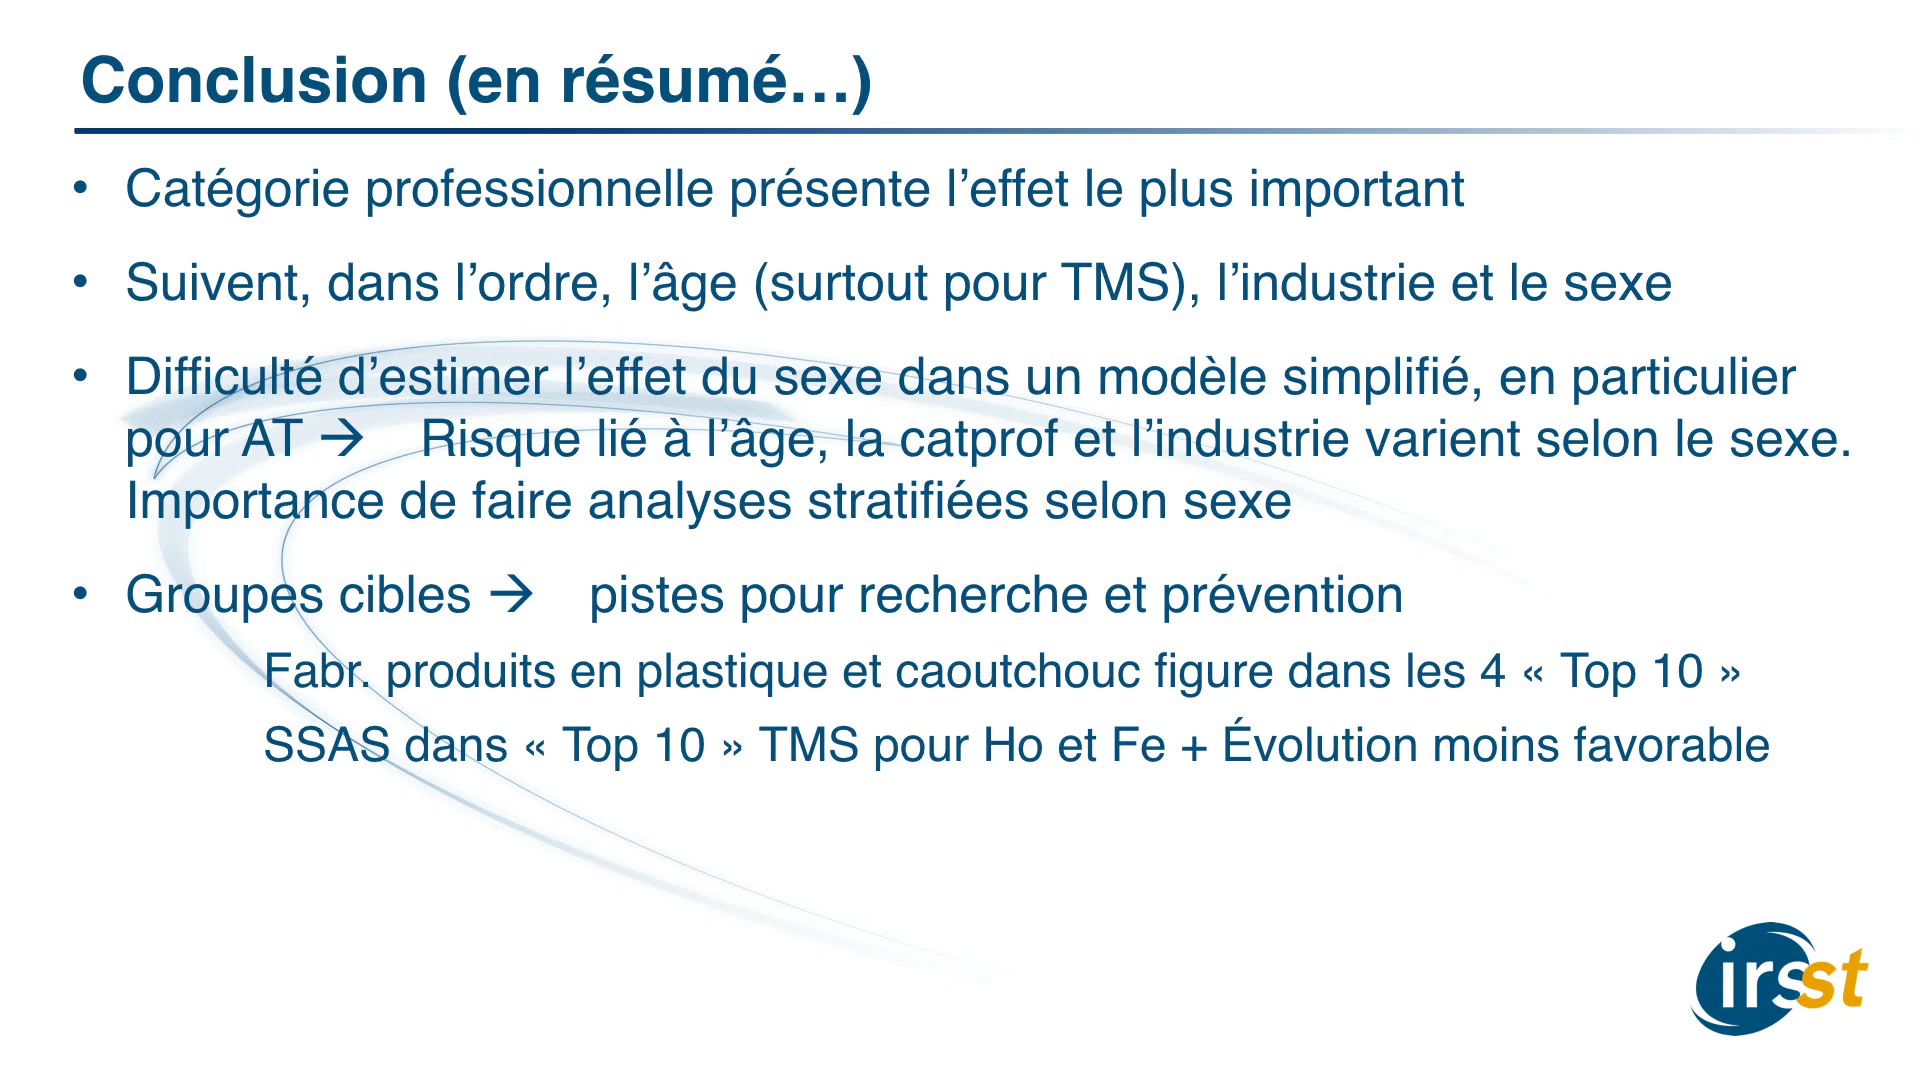 Conclusion (en résumé…)
• Catégorie professionnelle présente l’effet le plus important
• Suivent, dans l’ordre, l’âge (surtout pour TMS), l’industrie et le sexe
• Difficulté d’estimer l’effet du sexe dans un modèle simplifié, en particulier
pour AT → Risque lié à l’âge, la catprof et l’industrie varient selon le sexe.
Importance de faire analyses stratifiées selon sexe
• Groupes cibles → pistes pour recherche et prévention
Fabr. produits en plastique et caoutchouc figure dans les 4 « Top 10 »
SSAS dans « Top 10 » TMS pour Ho et Fe + Évolution moins favorable
irsst